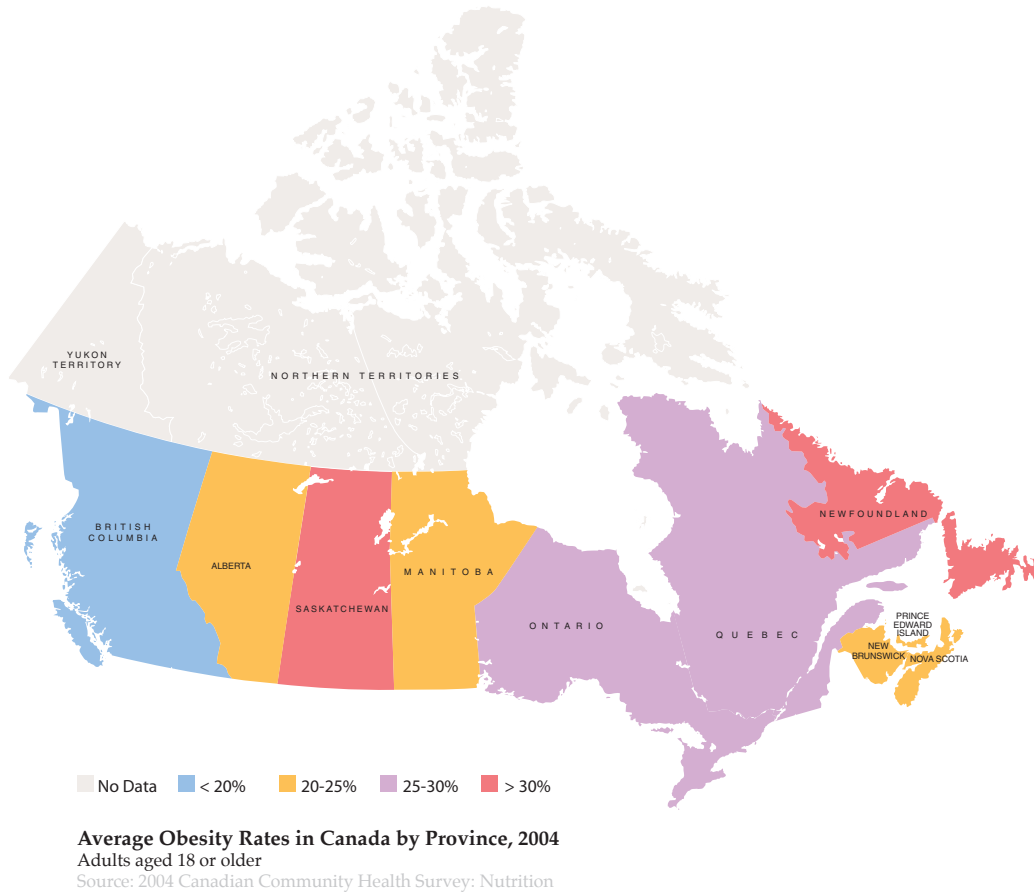 YUKON
TERRITORY
NORTHERN TERRITORIES
BRITISH
COLUMBIA
ALBERTA
SASKATCHEWAN
MANITOBA
ONTARIO
QUEBEC
NEWFOUNDLAND
PRINCE
EDWARD
ISLAND
NEW
BRUNSWICK
NOVA SCOTIA
No Data < 20% 20-25% 25-30% > 30%
Average Obesity Rates in Canada by Province, 2004
Adults aged 18 or older
Source: 2004 Canadian Community Health Survey: Nutrition